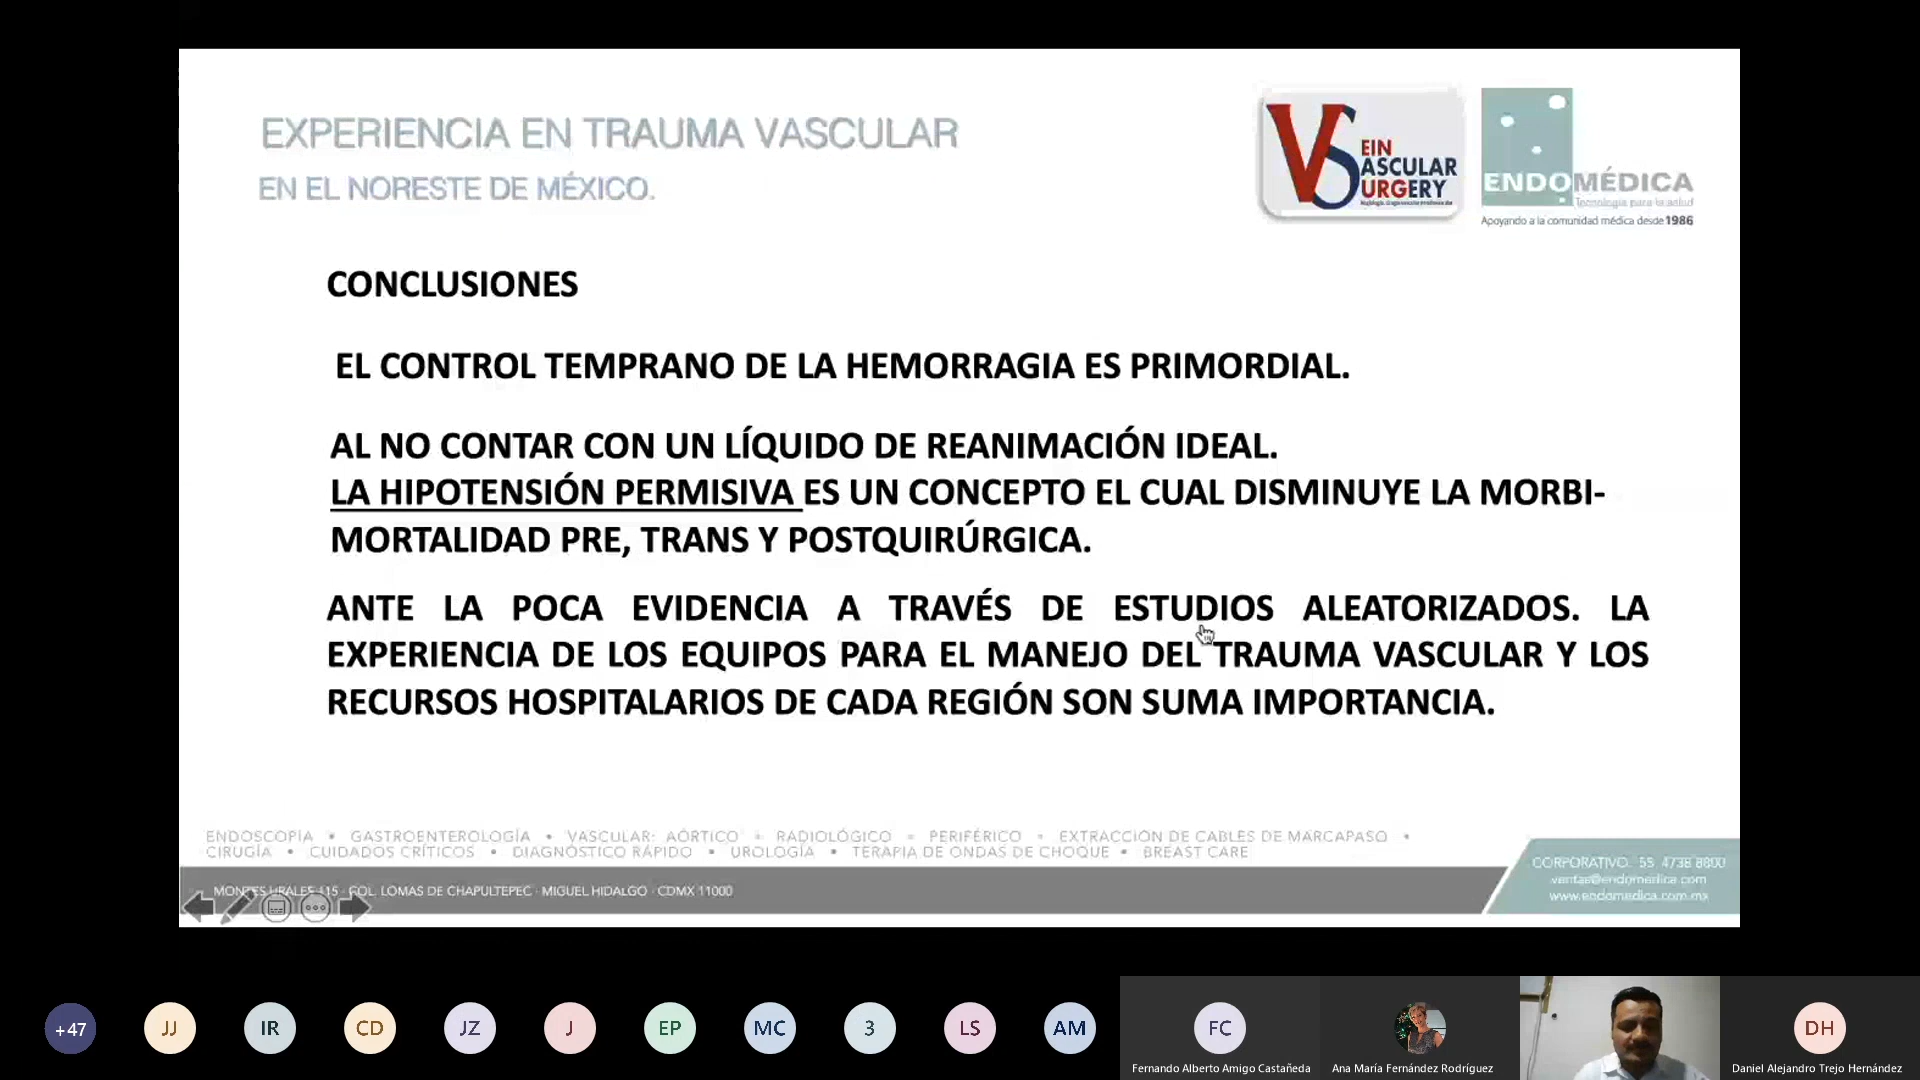 EXPERIENCIA EN TRAUMA VASCULAR
EN EL NORESTE DE MÉXICO.
VS
EIN
ASCULAR
URGERY
ENDOMÉDICA
Tecnología para la salud
Apoyando a la comunidad médica desde 1986
CONCLUSIONES
EL CONTROL TEMPRANO DE LA HEMORRAGIA ES PRIMORDIAL.
AL NO CONTAR CON UN LÍQUIDO DE REANIMACIÓN IDEAL.
LA HIPOTENSIÓN PERMISIVA ES UN CONCEPTO EL CUAL DISMINUYE LA MORBI-
MORTALIDAD PRE, TRANS Y POSTQUIRÚRGICA.
ANTE LA POCA EVIDENCIA A TRAVÉS DE ESTUDIOS ALEATORIZADOS. LA
EXPERIENCIA DE LOS EQUIPOS PARA EL MANEJO DEL TRAUMA VASCULAR Y LOS
RECURSOS HOSPITALARIOS DE CADA REGIÓN SON SUMA IMPORTANCIA.
ENDOSCOPÍA • GASTROENTEROLOGÍA • VASCULAR: AÓRTICO • RADIOLÓGICO • PERIFÉRICO • EXTRACCIÓN DE CABLES DE MARCAPASO •
CIRUGÍA • CUIDADOS CRÍTICOS • DIAGNÓSTICO RÁPIDO • UROLOGÍA • TERAPIA DE ONDAS DE CHOQUE • BREAST CARE
MONTES URALES 115 - COL. LOMAS DE CHAPULTEPEC - MIGUEL HIDALGO - CDMX 11000
CORPORATIVO. 55 4738 8800
ventas@endomedica.com
www.endomedica.com.mx
+47
JJ
IR
CD
JZ
J
EP
MC
3
LS
AM
FC
DH
Fernando Alberto Amigo Castañeda
Ana María Fernández Rodríguez
Daniel Alejandro Trejo Hernández